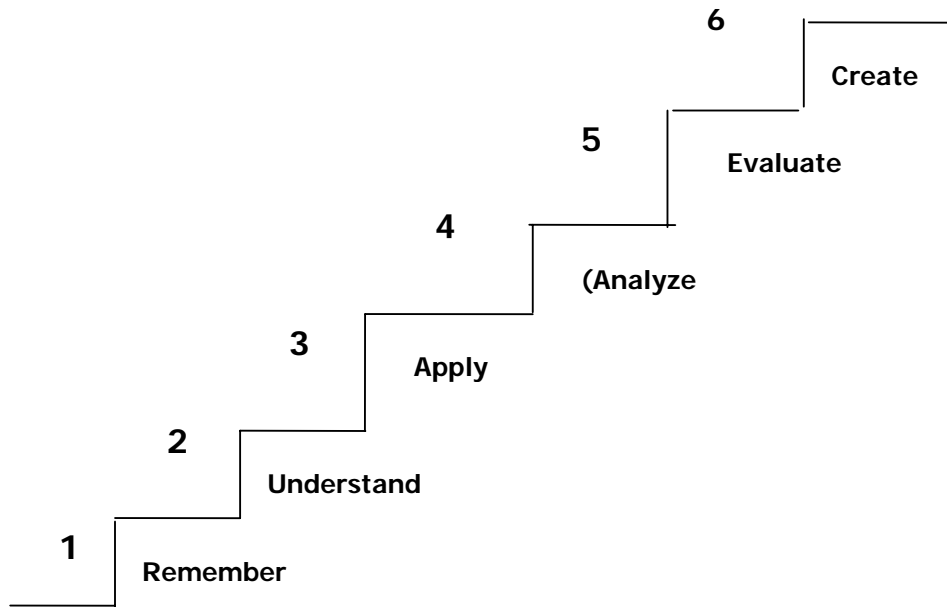 6
Create
5
Evaluate
4
(Analyze
3
Apply
2
Understand
1
Remember